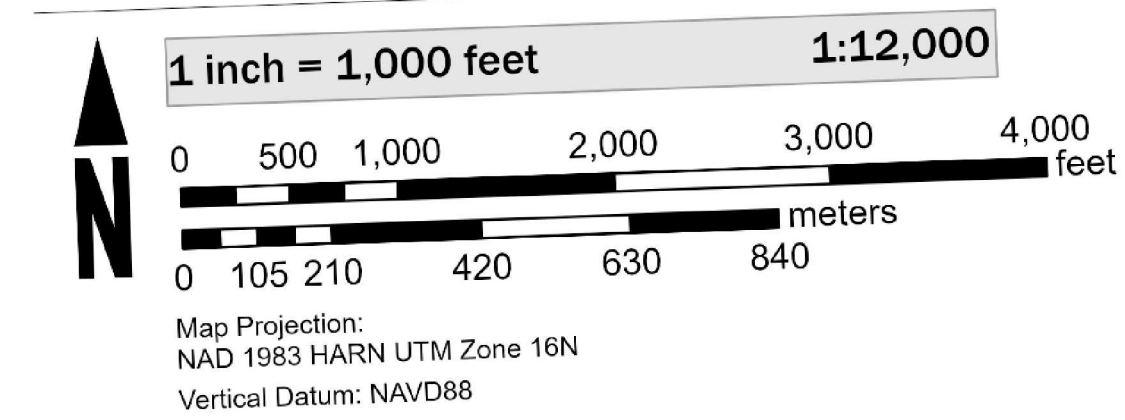 1 inch = 1,000 feet 1:12,000
0 500 1,000 2,000 3,000 4,000
feet
N
meters
0 105 210 420 630 840
Map Projection:
NAD 1983 HARN UTM Zone 16N
Vertical Datum: NAVD88